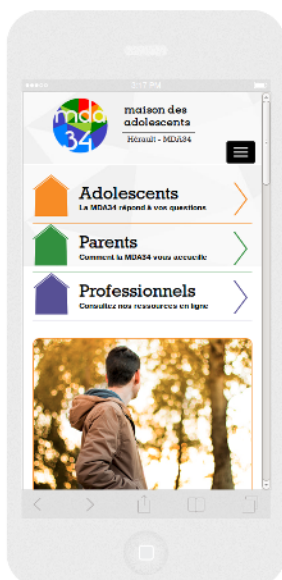 3:17 PM
mda
34
maison des
adolescents
Hérault - MDA34
Adolescents
La MDA34 répond à vos questions
Parents
Comment la MDA34 vous accueille
Professionnels
Consultez nos ressources en ligne